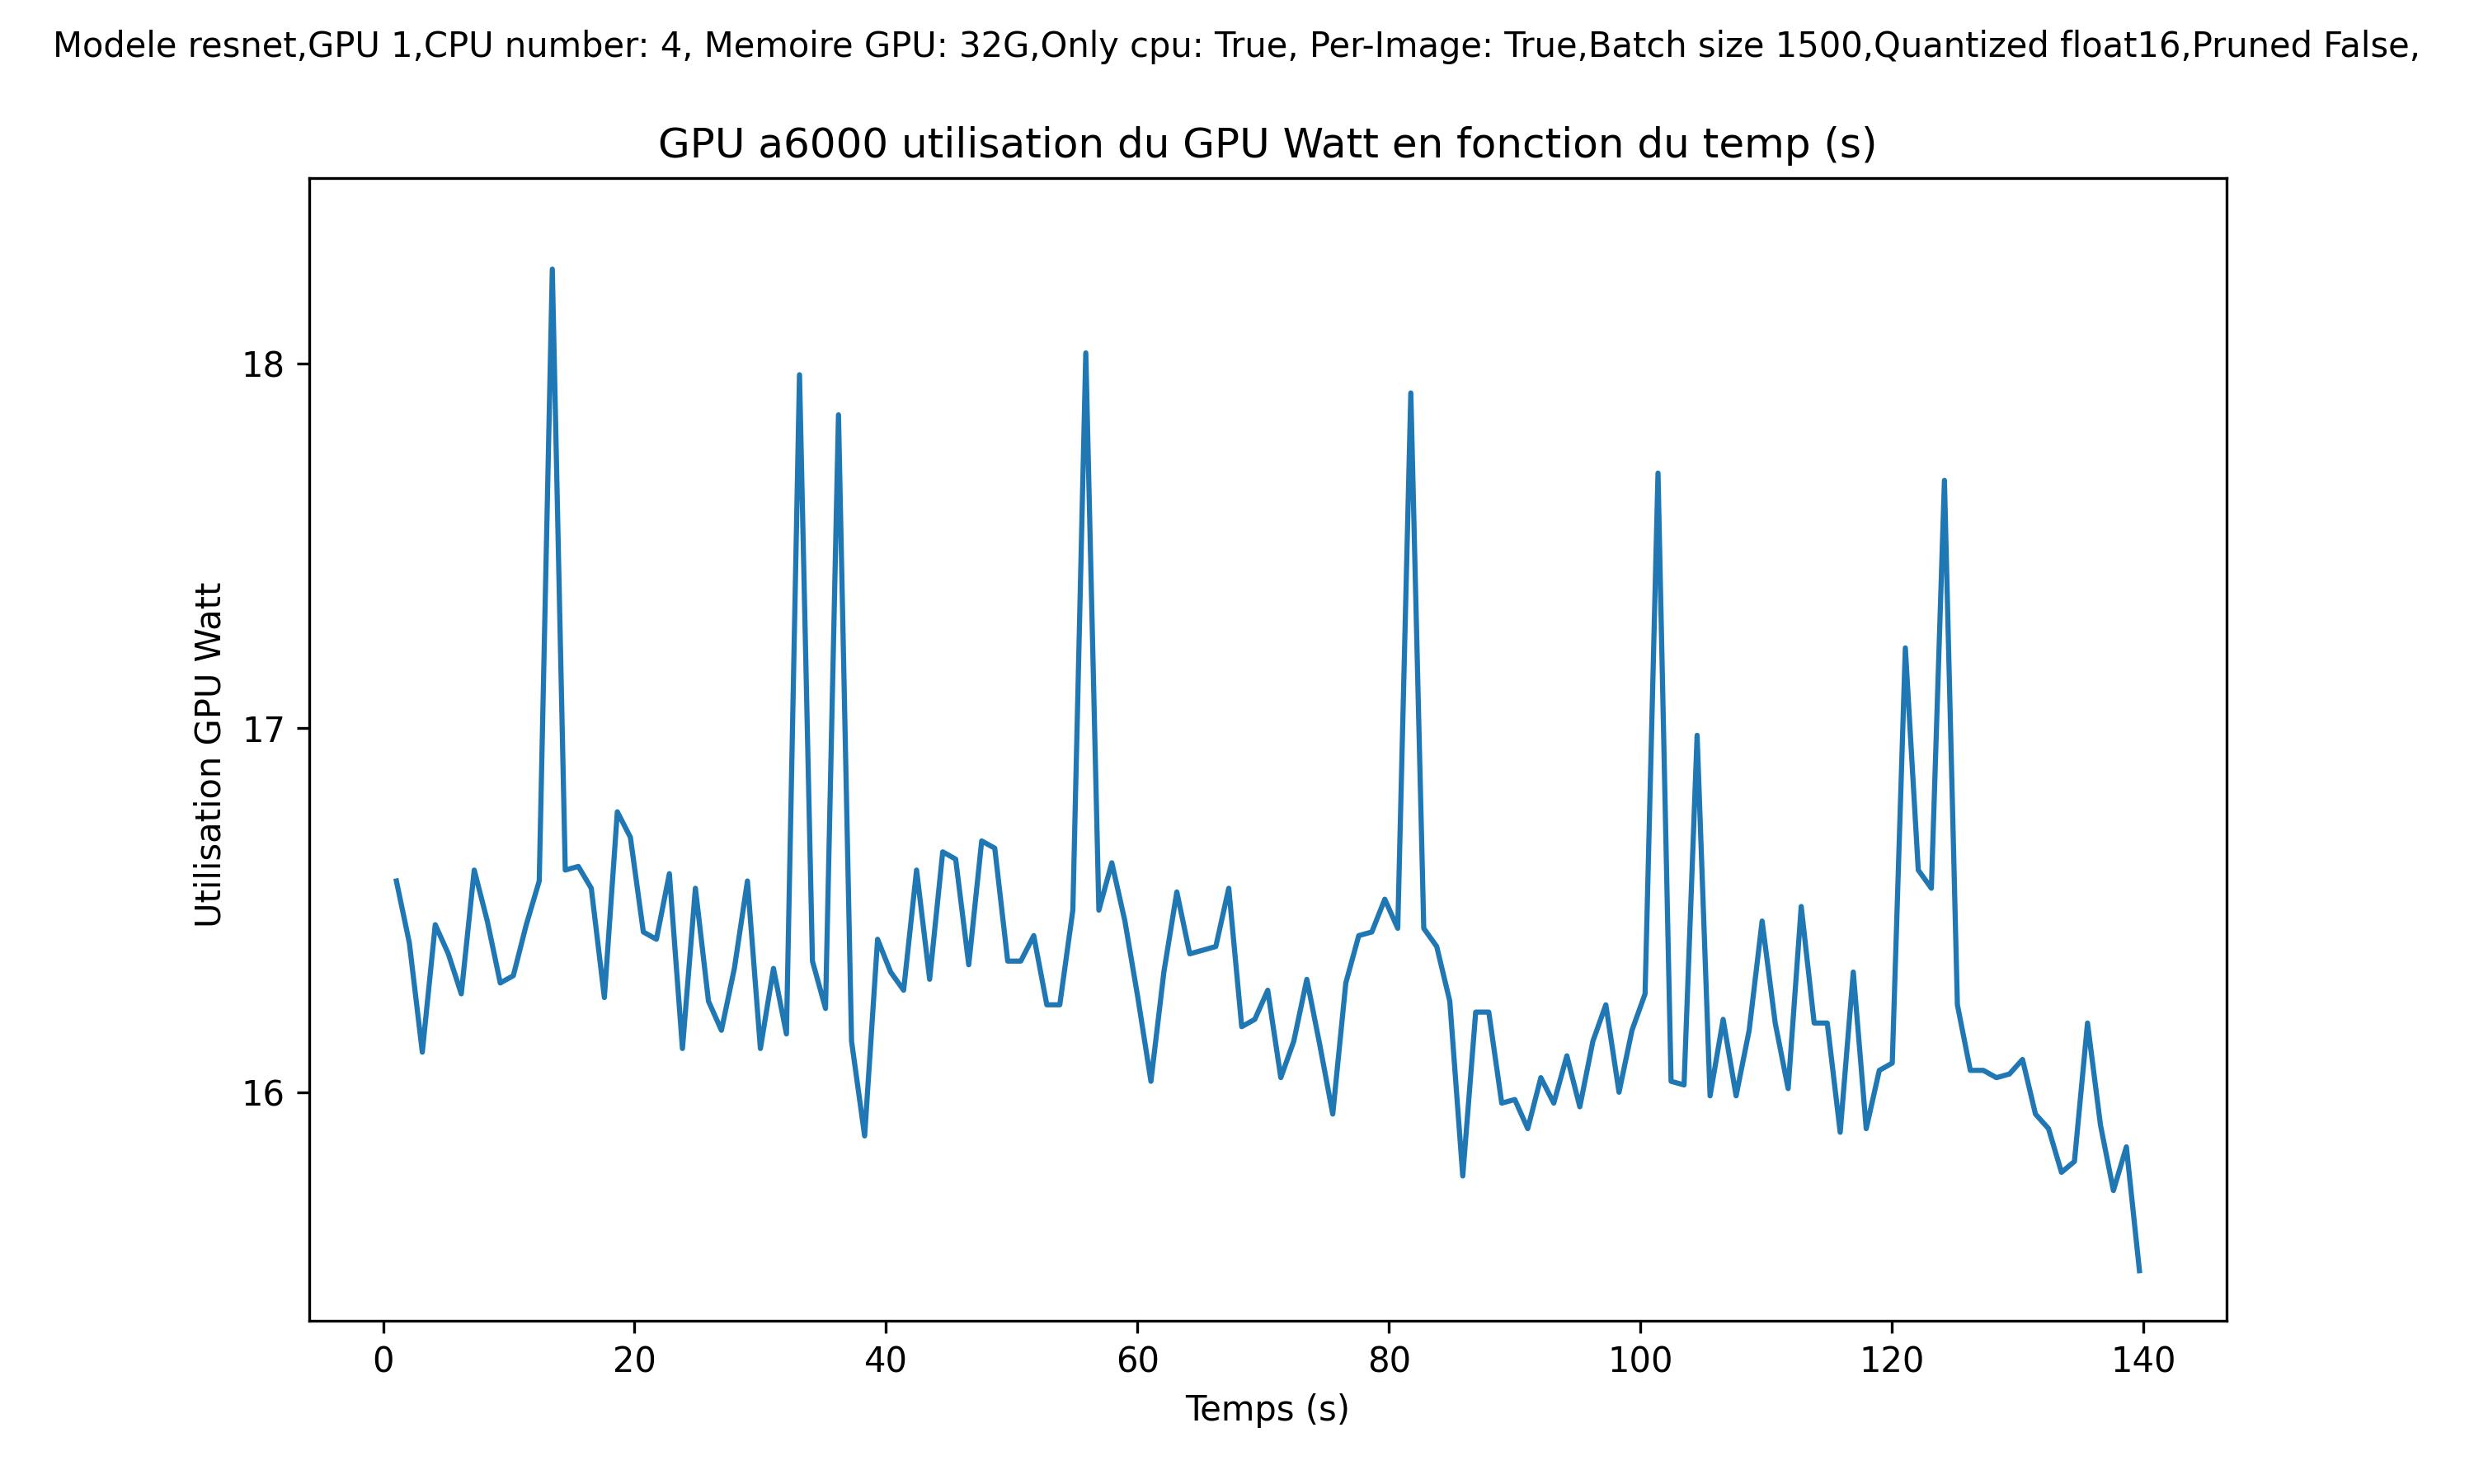 Modele resnet,GPU 1,CPU number: 4, Memoire GPU: 32G,Only cpu: True, Per-Image: True,Batch size 1500,Quantized float16,Pruned False,
GPU a6000 utilisation du GPU Watt en fonction du temp (s)
Utilisation GPU Watt
18
17
16
0 20 40 60 80 100 120 140
Temps (s)